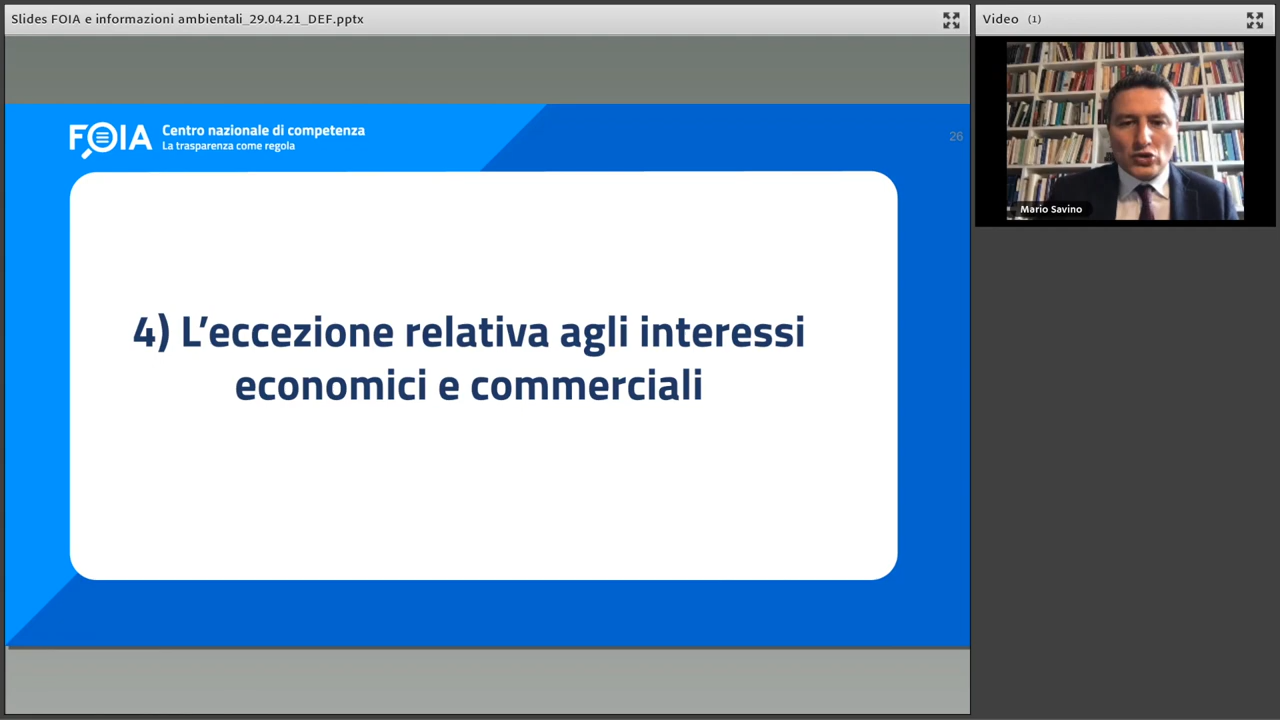 Slides FOIA e informazioni ambientali_29.04.21_DEF.pptx
Video (1)
FOIA
Centro nazionale di competenza
La trasparenza come regola
26
4) L’eccezione relativa agli interessi
economici e commerciali
Mario Savino